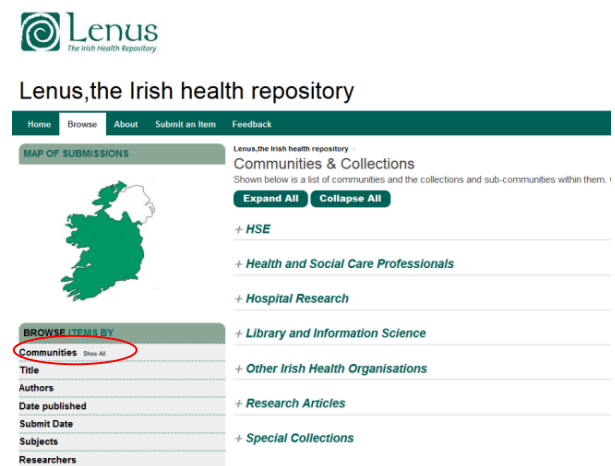 Lenus
The Irish Health Repository
Lenus,the Irish health repository
Home Browse About Submit an Item Feedback
MAP OF SUBMISSIONS
BROWSE ITEMS BY
Communities Show All
Title
Authors
Date published
Submit Date
Subjects
Researchers
Lenus,the Irish health repository >
Communities & Collections
Shown below is a list of communities and the collections and sub-communities within them.
Expand All Collapse All
+ HSE
+ Health and Social Care Professionals
+ Hospital Research
+ Library and Information Science
+ Other Irish Health Organisations
+ Research Articles
+ Special Collections